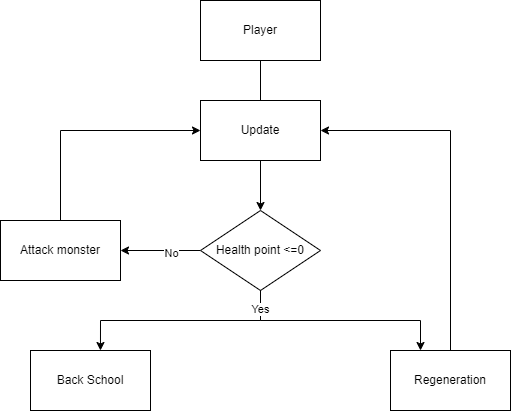 Player
Update
Health point <=0
Attack monster
No
Yes
Back School
Regeneration